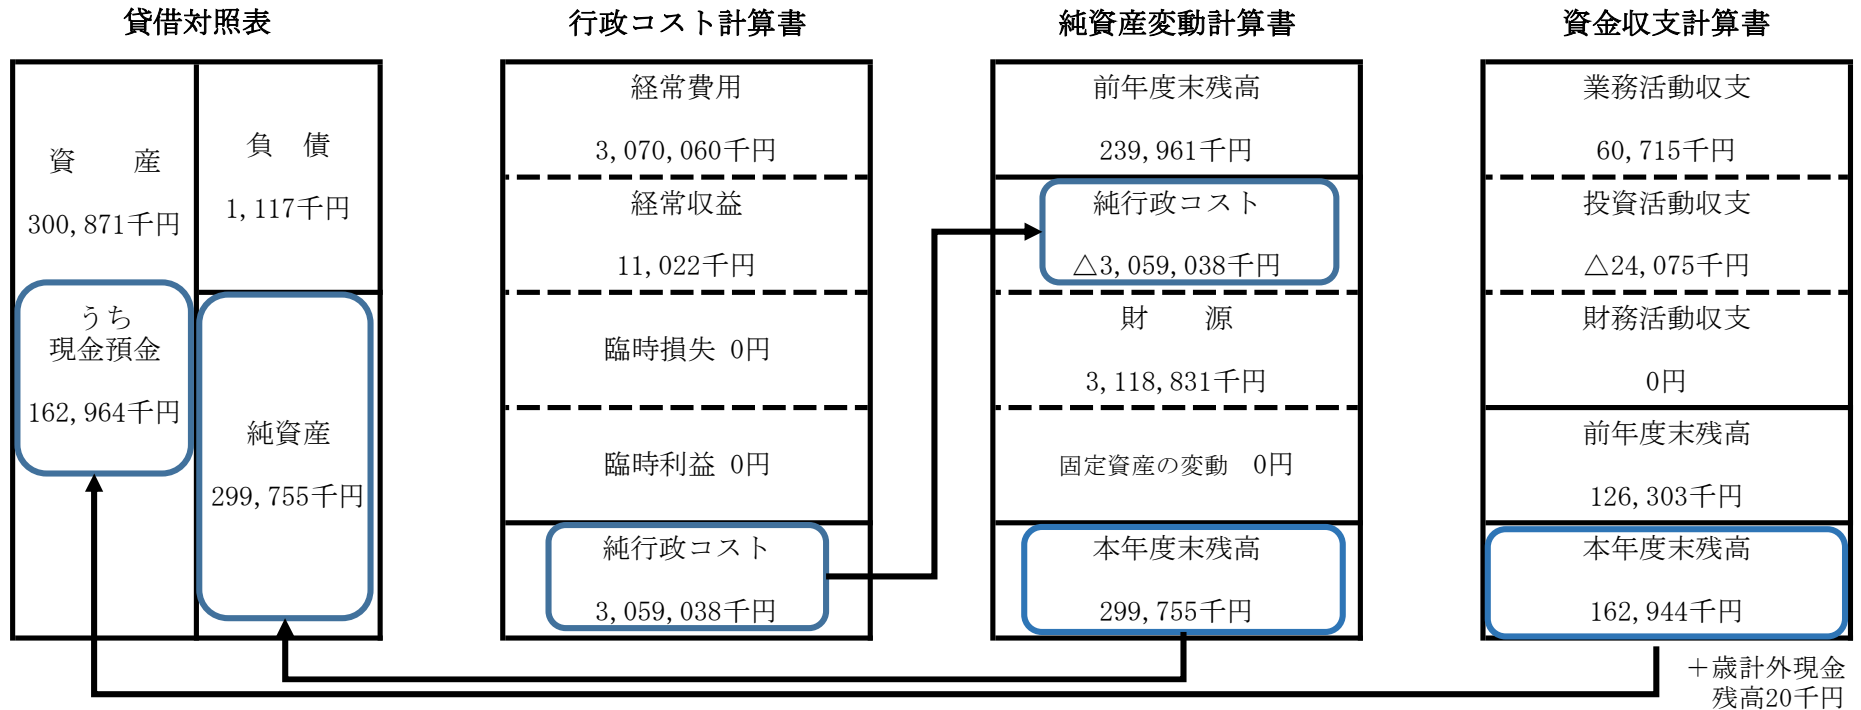 貸借対照表
資　　産
300,871千円
うち
現金預金
162,964千円
負　債
1,117千円
純資産
299,755千円
行政コスト計算書
経常費用
3,070,060千円
経常収益
11,022千円
臨時損失 0円
臨時利益 0円
純行政コスト
3,059,038千円
純資産変動計算書
前年度末残高
239,961千円
純行政コスト
△3,059,038千円
財　　源
3,118,831千円
固定資産の変動　0円
本年度末残高
299,755千円
資金収支計算書
業務活動収支
60,715千円
投資活動収支
△24,075千円
財務活動収支
0円
前年度末残高
126,303千円
本年度末残高
162,944千円
＋歳計外現金
残高20千円